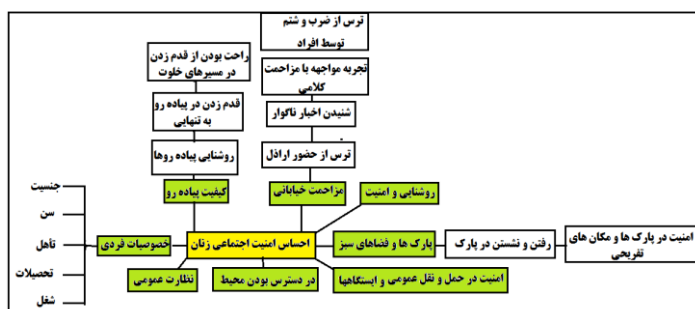 ترس از ضرب و شتم
توسط افراد
راحت بودن از قدم زدن
در مسیرهای خلوت
تجربه مواجهه با مزاحمت
کلامی
قدم زدن در پیاده رو
به تنهایی
شنیدن اخبار ناگوار
روشنایی پیاده روها
ترس از حضور اراذل
کیفیت پیاده رو
مزاحمت خیابانی
روشنایی و امنیت
جنسیت
سن
تأهل
تحصیلات
شغل
خصوصیات فردی
احساس امنیت اجتماعی زنان
پارک ها و فضاهای سبز
رفتن و نشستن در پارک
امنیت در پارک ها و مکان های
تفریحی
نظارت عمومی
در دسترس بودن محیط
امنیت در حمل و نقل عمومی و ایستگاهها